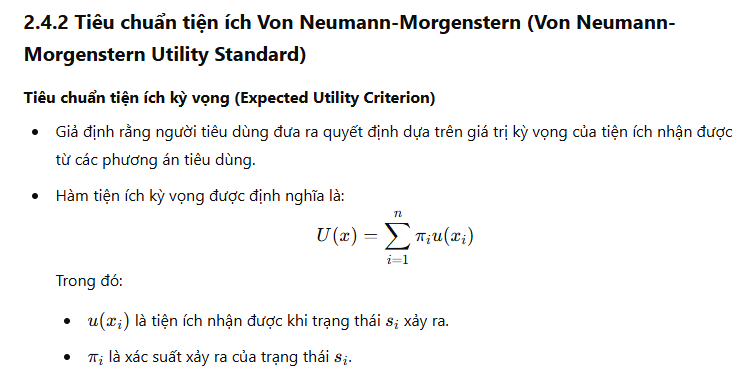 2.4.2 Tiêu chuẩn tiện ích Von Neumann-Morgenstern (Von Neumann-
Morgenstern Utility Standard)
Tiêu chuẩn tiện ích kỳ vọng (Expected Utility Criterion)
• Giả định rằng người tiêu dùng đưa ra quyết định dựa trên giá trị kỳ vọng của tiện ích nhận được
từ các phương án tiêu dùng.
• Hàm tiện ích kỳ vọng được định nghĩa là:
U(x) = ∑_{i=1}^{n} π_i u(x_i)
Trong đó:
• u(x_i) là tiện ích nhận được khi trạng thái s_i xảy ra.
• π_i là xác suất xảy ra của trạng thái s_i.